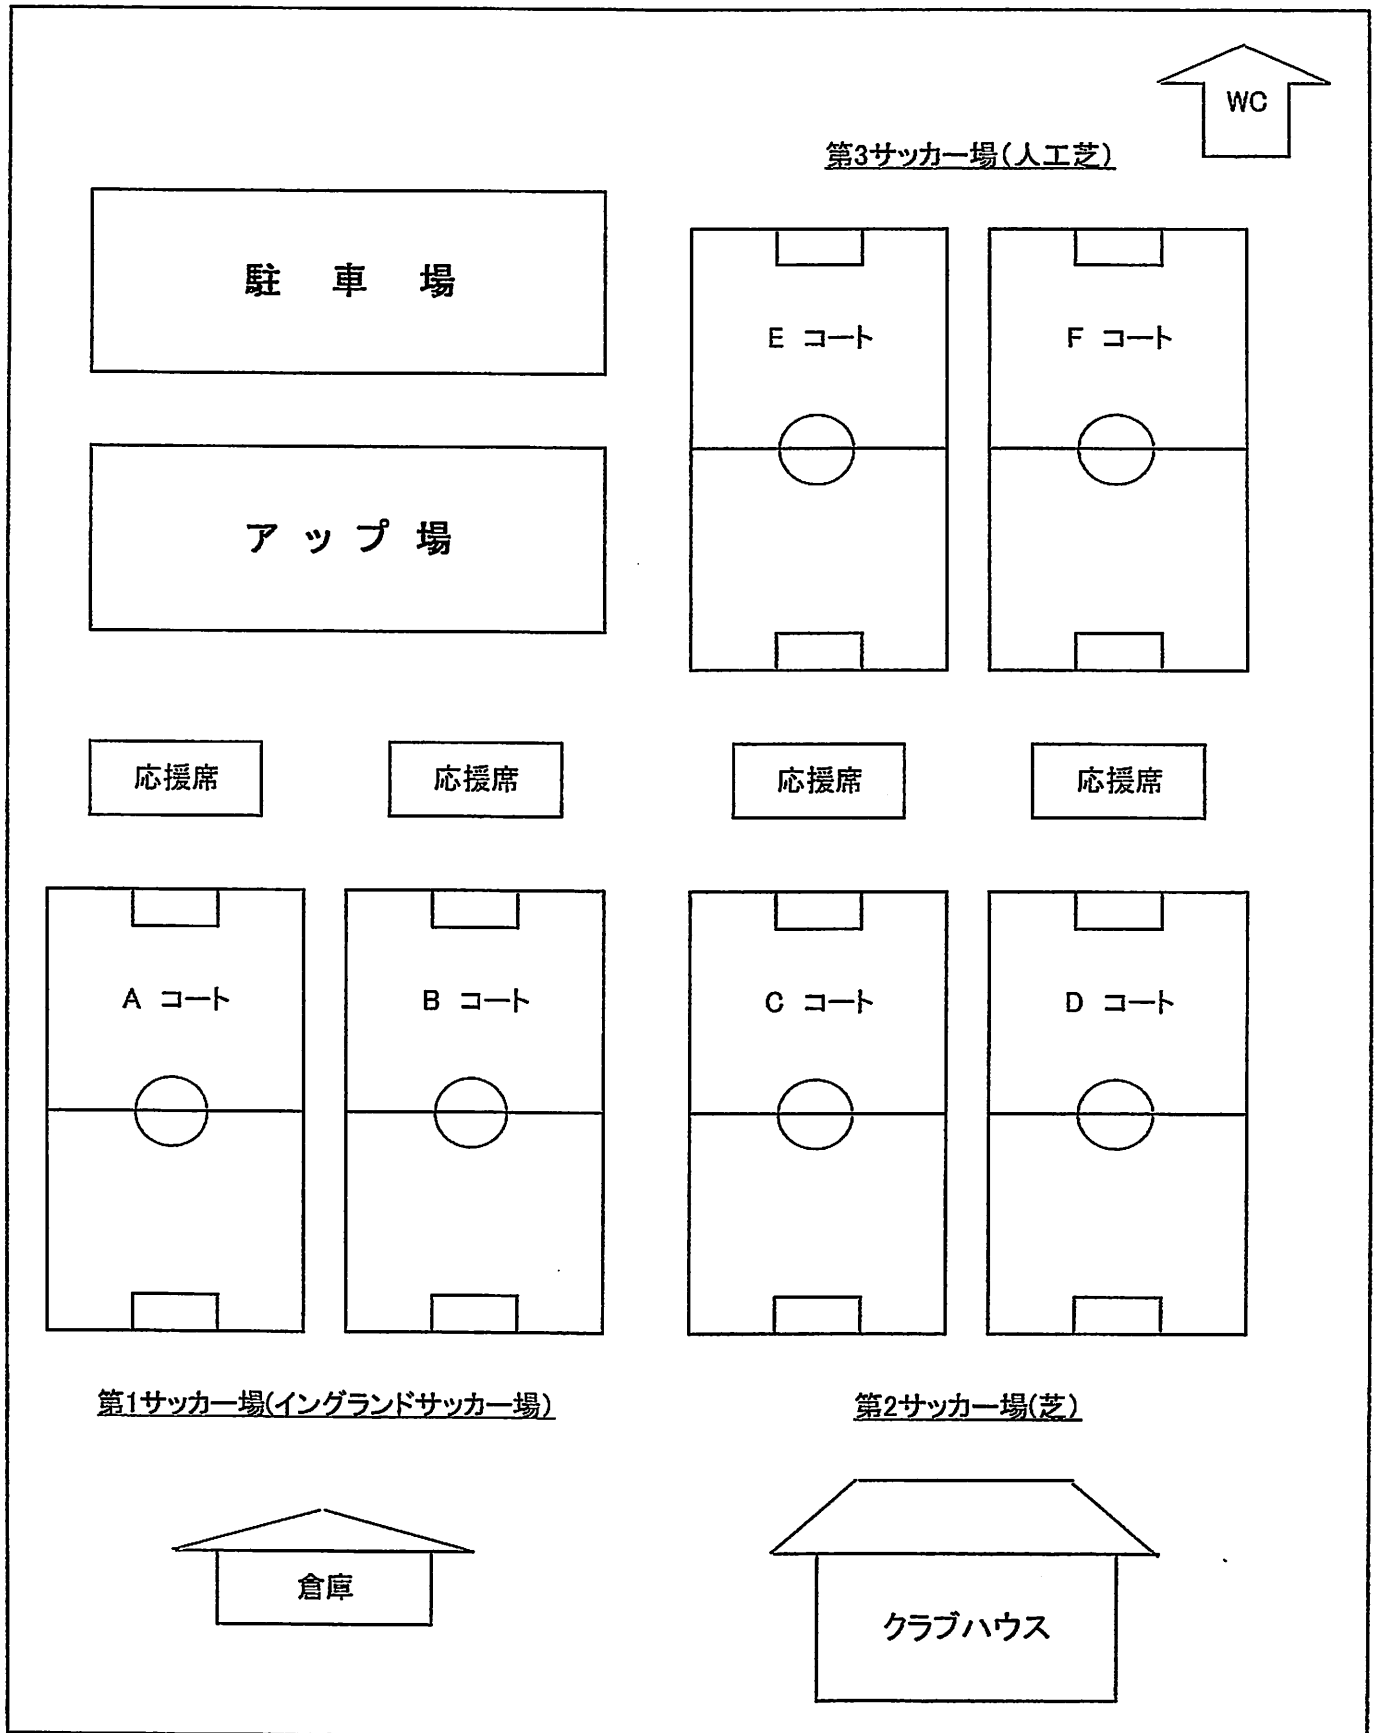 WC
第3サッカー場(人工芝)
駐 車 場
E コート
F コート
ア ッ プ 場
応援席
応援席
応援席
応援席
A コート
B コート
C コート
D コート
第1サッカー場(イングランドサッカー場)
第2サッカー場(芝)
倉庫
クラブハウス